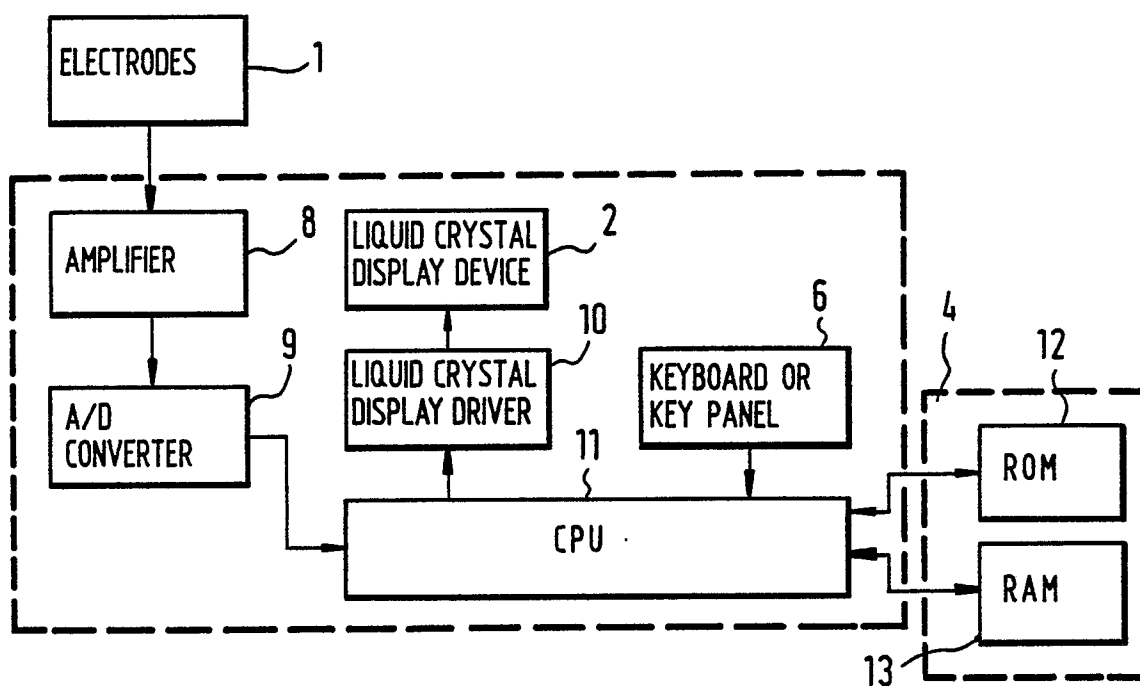 ELECTRODES
1
AMPLIFIER
8
LIQUID CRYSTAL
DISPLAY DEVICE
2
A/D
CONVERTER
9
LIQUID CRYSTAL
DISPLAY DRIVER
10
KEYBOARD OR
KEY PANEL
6
4
12
ROM
11
CPU
RAM
13